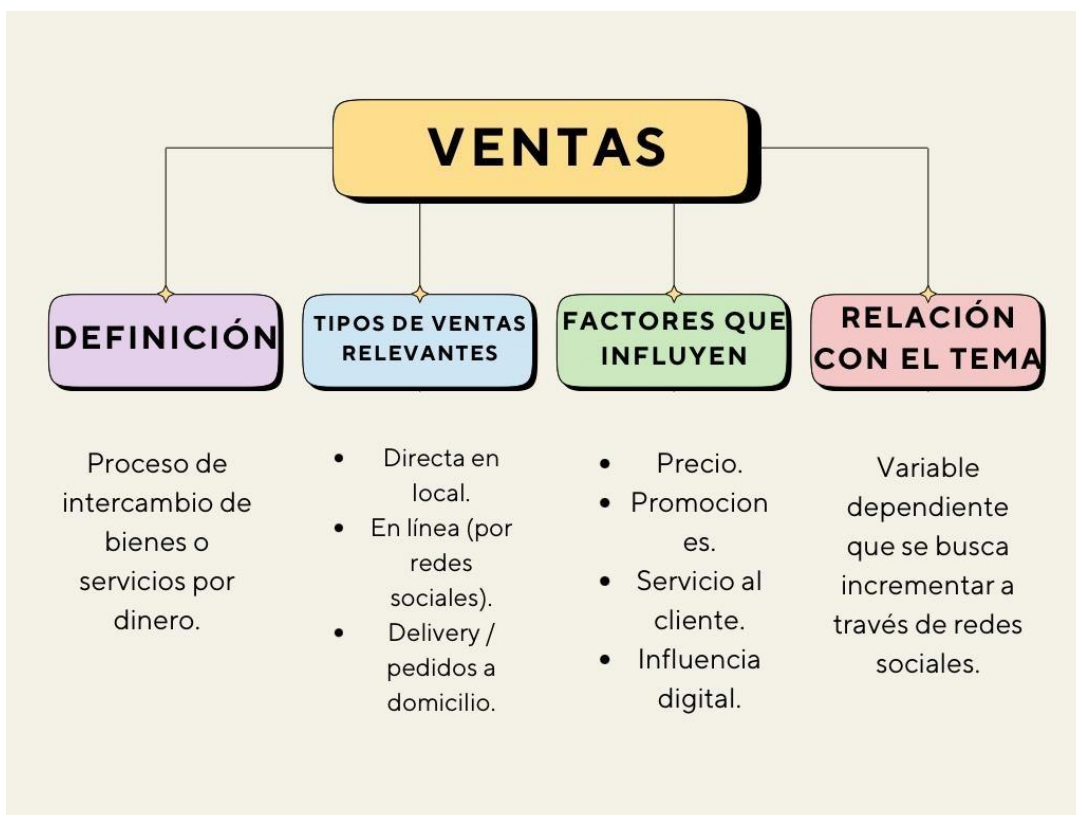 VENTAS
DEFINICIÓN
Proceso de
intercambio de
bienes o
servicios por
dinero.
TIPOS DE VENTAS
RELEVANTES
• Directa en
local.
• En línea (por
redes
sociales).
• Delivery /
pedidos a
domicilio.
FACTORES QUE
INFLUYEN
• Precio.
• Promocion
es.
• Servicio al
cliente.
• Influencia
digital.
RELACIÓN
CON EL TEMA
Variable
dependiente
que se busca
incrementar a
través de redes
sociales.